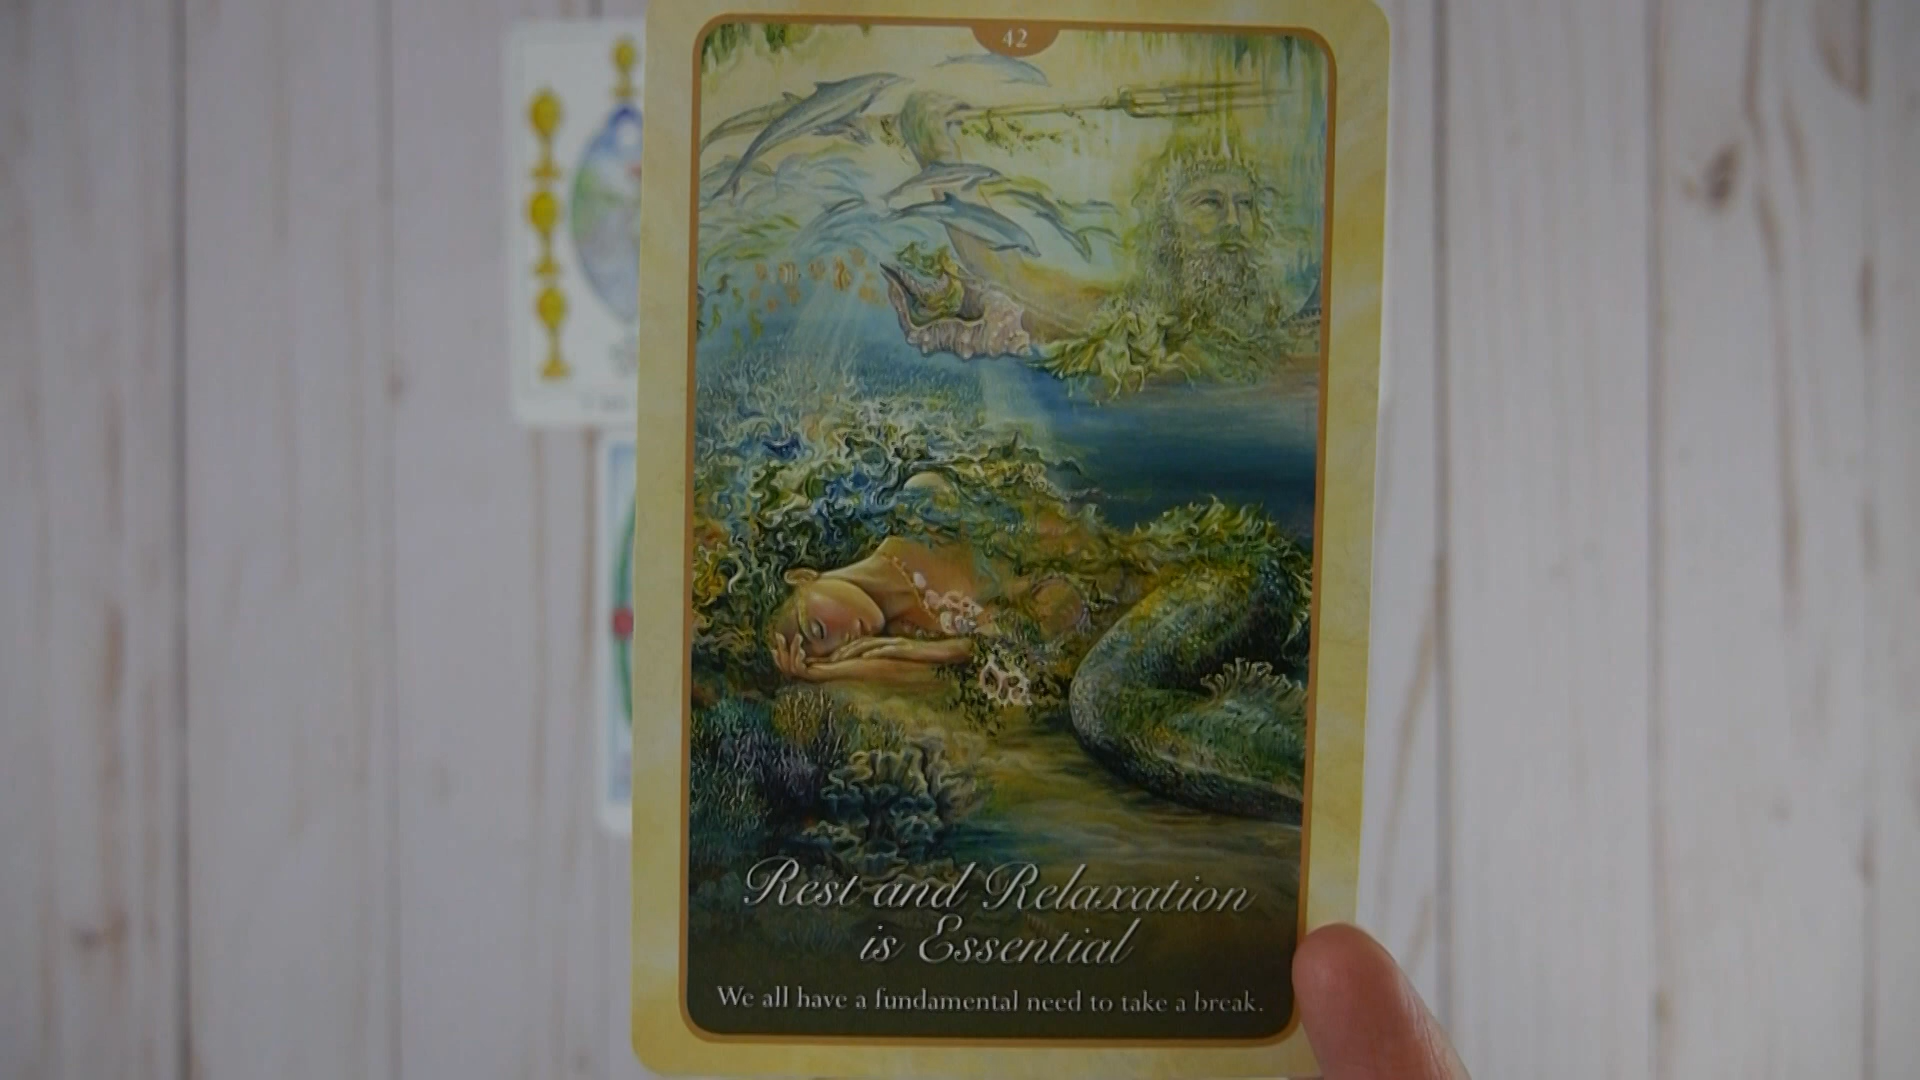 42
Rest and Relaxation
is Essential
We all have a fundamental need to take a break.